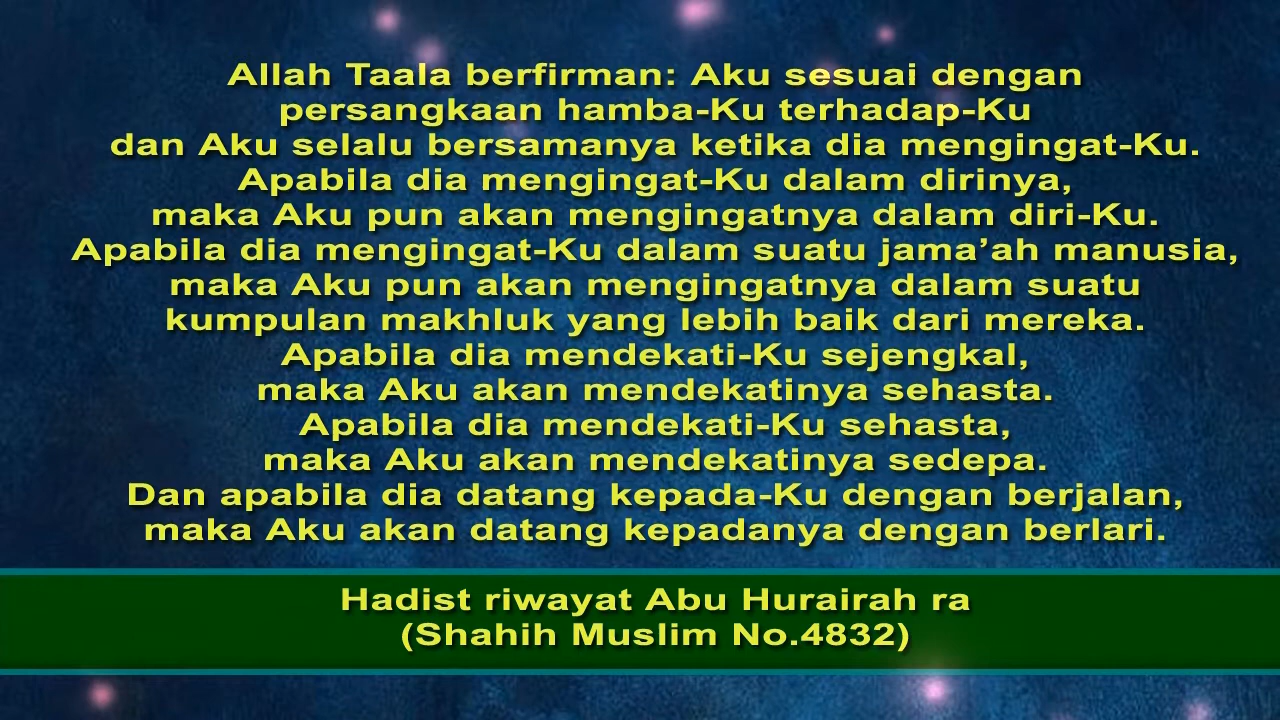 Allah Taala berfirman: Aku sesuai dengan
persangkaan hamba-Ku terhadap-Ku
dan Aku selalu bersamanya ketika dia mengingat-Ku.
Apabila dia mengingat-Ku dalam dirinya,
maka Aku pun akan mengingatnya dalam diri-Ku.
Apabila dia mengingat-Ku dalam suatu jama’ah manusia,
maka Aku pun akan mengingatnya dalam suatu
kumpulan makhluk yang lebih baik dari mereka.
Apabila dia mendekati-Ku sejengkal,
maka Aku akan mendekatinya sehasta.
Apabila dia mendekati-Ku sehasta,
maka Aku akan mendekatinya sedepa.
Dan apabila dia datang kepada-Ku dengan berjalan,
maka Aku akan datang kepadanya dengan berlari.
Hadist riwayat Abu Hurairah ra
(Shahih Muslim No.4832)